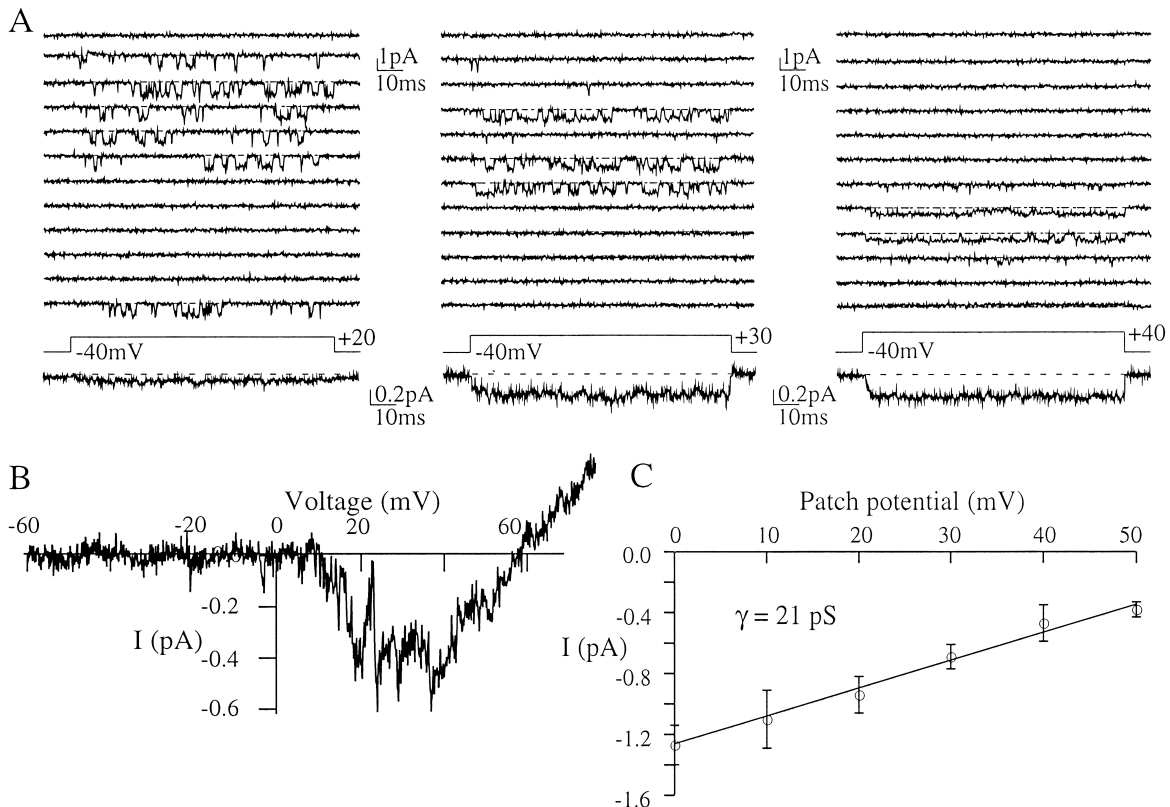 A
1pA
10ms
1pA
10ms
-40mV
+20
-40mV
+30
-40mV
+40
0.2pA
10ms
0.2pA
10ms
B
Voltage (mV)
-60
-20
0
20
60
-0.2
-0.4
-0.6
I (pA)
C
Patch potential (mV)
0
10
20
30
40
50
0.0
-0.4
-0.8
-1.2
-1.6
I (pA)
γ = 21 pS